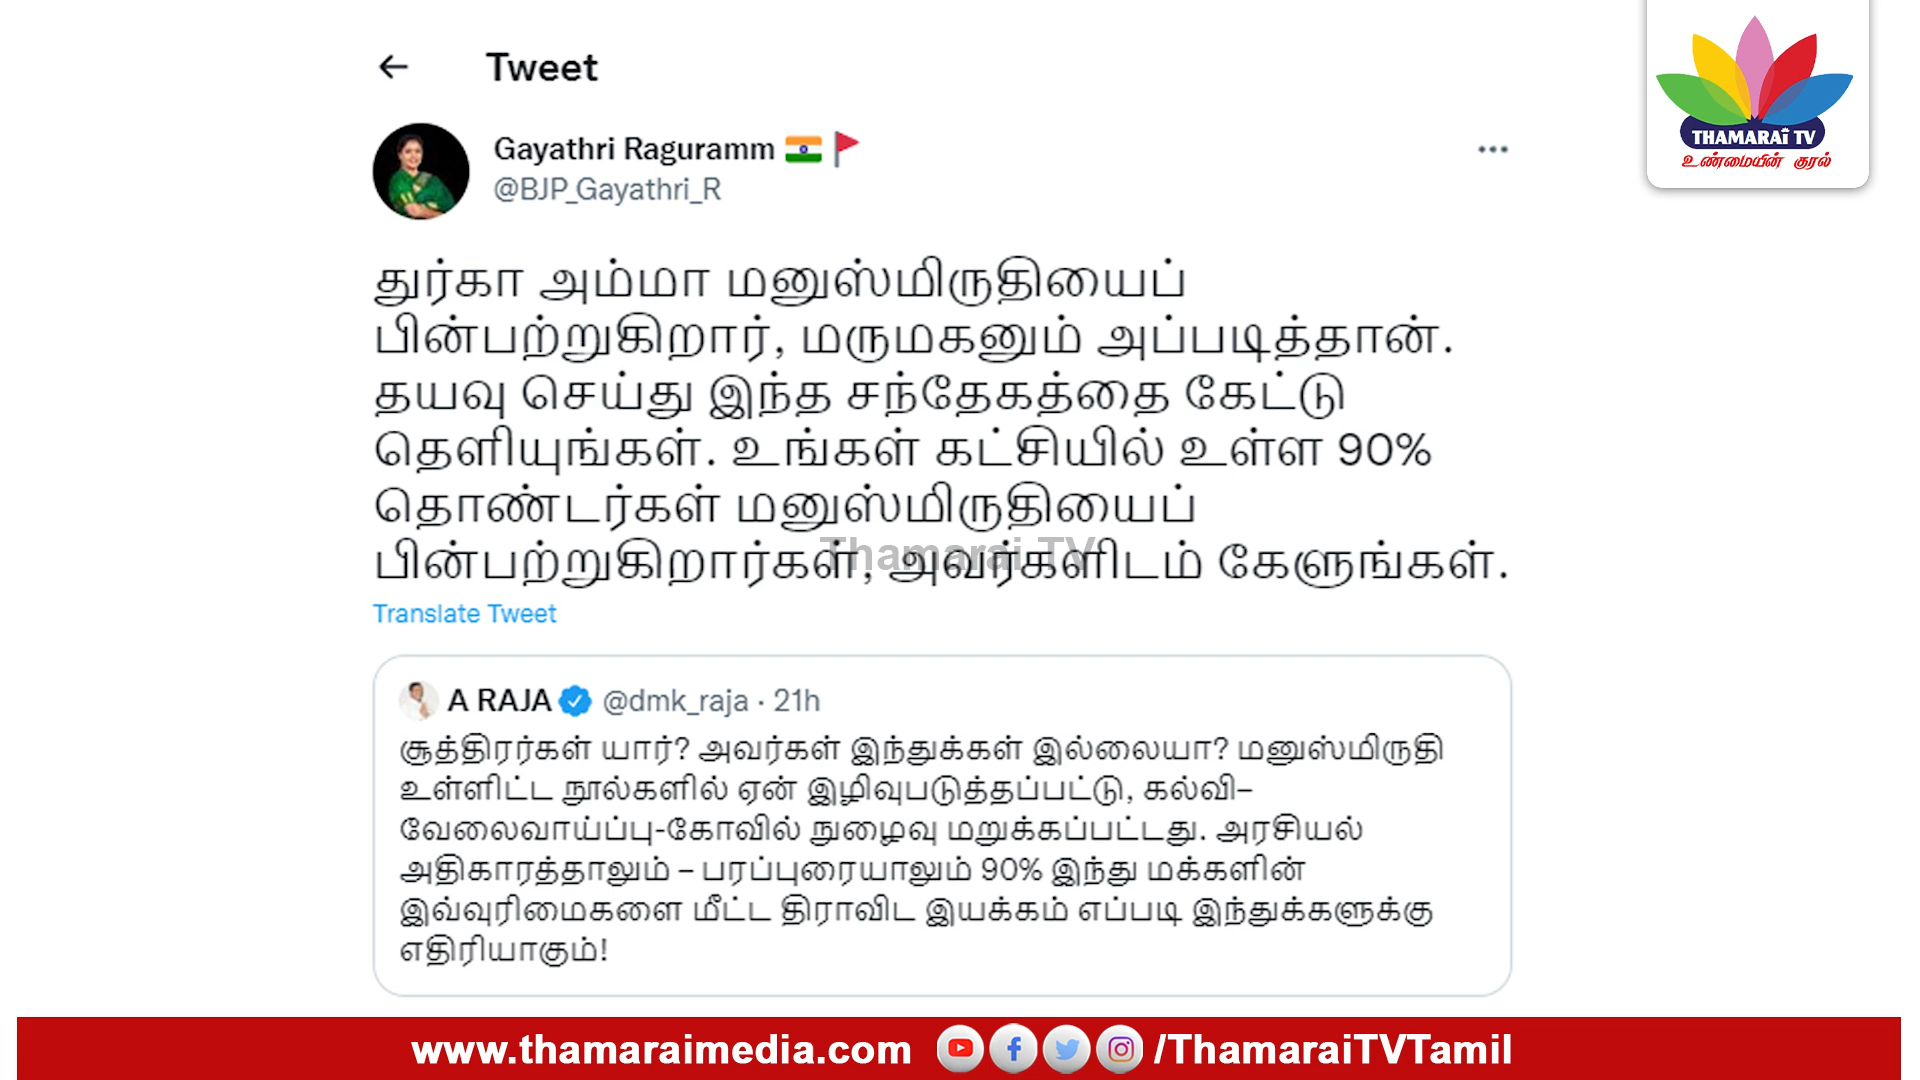 Tweet
Gayathri Raguramm
@BJP_Gayathri_R
THAMARAi TV
உண்மையின் குரல்
துர்கா அம்மா மனுஸ்மிருதியைப்
பின்பற்றுகிறார், மருமகனும் அப்படித்தான்.
தயவு செய்து இந்த சந்தேகத்தை கேட்டு
தெளியுங்கள். உங்கள் கட்சியில் உள்ள 90%
தொண்டர்கள் மனுஸ்மிருதியைப்
பின்பற்றுகிறார்கள், அவர்களிடம் கேளுங்கள்.
Thamarai TV
Translate Tweet
A RAJA @dmk_raja · 21h
சூத்திரர்கள் யார்? அவர்கள் இந்துக்கள் இல்லையா? மனுஸ்மிருதி
உள்ளிட்ட நூல்களில் ஏன் இழிவுபடுத்தப்பட்டு, கல்வி–
வேலைவாய்ப்பு-கோவில் நுழைவு மறுக்கப்பட்டது. அரசியல்
அதிகாரத்தாலும் – பரப்புரையாலும் 90% இந்து மக்களின்
இவ்வுரிமைகளை மீட்ட திராவிட இயக்கம் எப்படி இந்துக்களுக்கு
எதிரியாகும்!
www.thamaraimedia.com /ThamaraiTVTamil